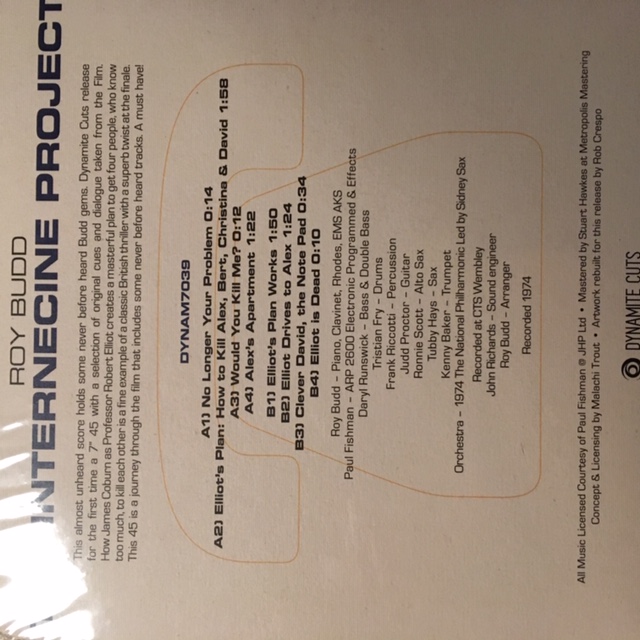 ROY BUDD
INTERNECINE PROJECT
This almost unheard score holds some never before heard Budd gems. Dynamite Cuts release
for the first time a 7" 45 with a selection of original cues and dialogue taken from the Film.
How James Coburn as Professor Robert Elliot creates a masterful plan to get four people, who know
too much, to kill each other is a fine example of a classic British thriller with a superb twist at the finale.
This 45 is a journey through the film that includes some never before heard tracks. A must have!
DYNAM7039
A1) No Longer Your Problem 0:14
A2) Elliot's Plan: How to Kill Alex, Bert, Christina & David 1:58
A3) Would You Kill Me? 0:12
A4) Alex's Apartment 1:22
B1) Elliot's Plan Works 1:50
B2) Elliot Drives to Alex 1:24
B3) Clever David, the Note Pad 0:34
B4) Elliot is Dead 0:10
Roy Budd – Piano, Clavinet, Rhodes, EMS AKS
Paul Fishman – ARP 2600 Electronic Programmed & Effects
Daryl Runswick – Bass & Double Bass
Tristian Fry – Drums
Frank Riccotti – Percussion
Judd Proctor – Guitar
Ronnie Scott – Alto Sax
Tubby Hays – Sax
Kenny Baker – Trumpet
Orchestra – 1974 The National Philharmonic Led by Sidney Sax
Recorded at CTS Wembley
John Richards – Sound engineer
Roy Budd – Arranger
Recorded 1974
All Music Licensed Courtesy of Paul Fishman @ JHP Ltd • Mastered by Stuart Hawkes at Metropolis Mastering
Concept & Licensing by Malachi Trout • Artwork rebuilt for this release by Rob Crespo
DYNAMITE CUTS